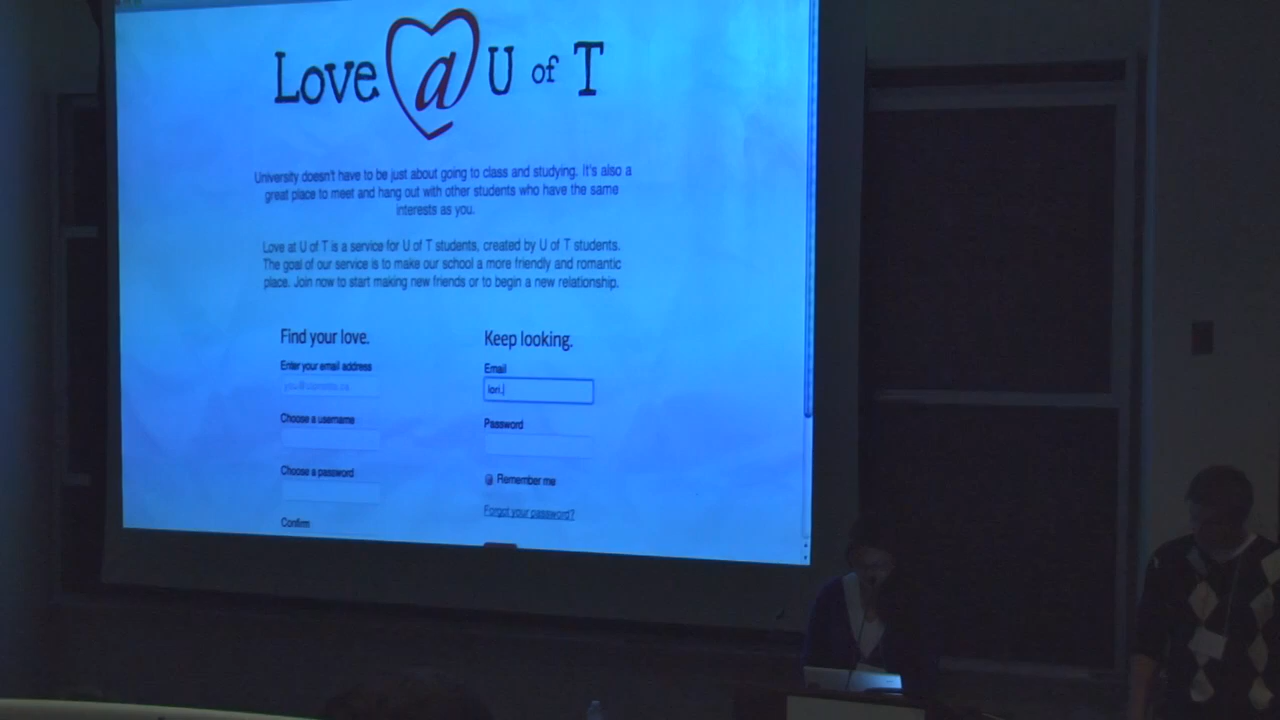 Love @ U of T
University doesn't have to be just about going to class and studying. It's also a
great place to meet and hang out with other students who have the same
interests as you.
Love at U of T is a service for U of T students, created by U of T students.
The goal of our service is to make our school a more friendly and romantic
place. Join now to start making new friends or to begin a new relationship.
Find your love.
Enter your email address
Choose a username
Choose a password
Confirm
Keep looking.
Email
lori.
Password
Remember me
Forgot your password?